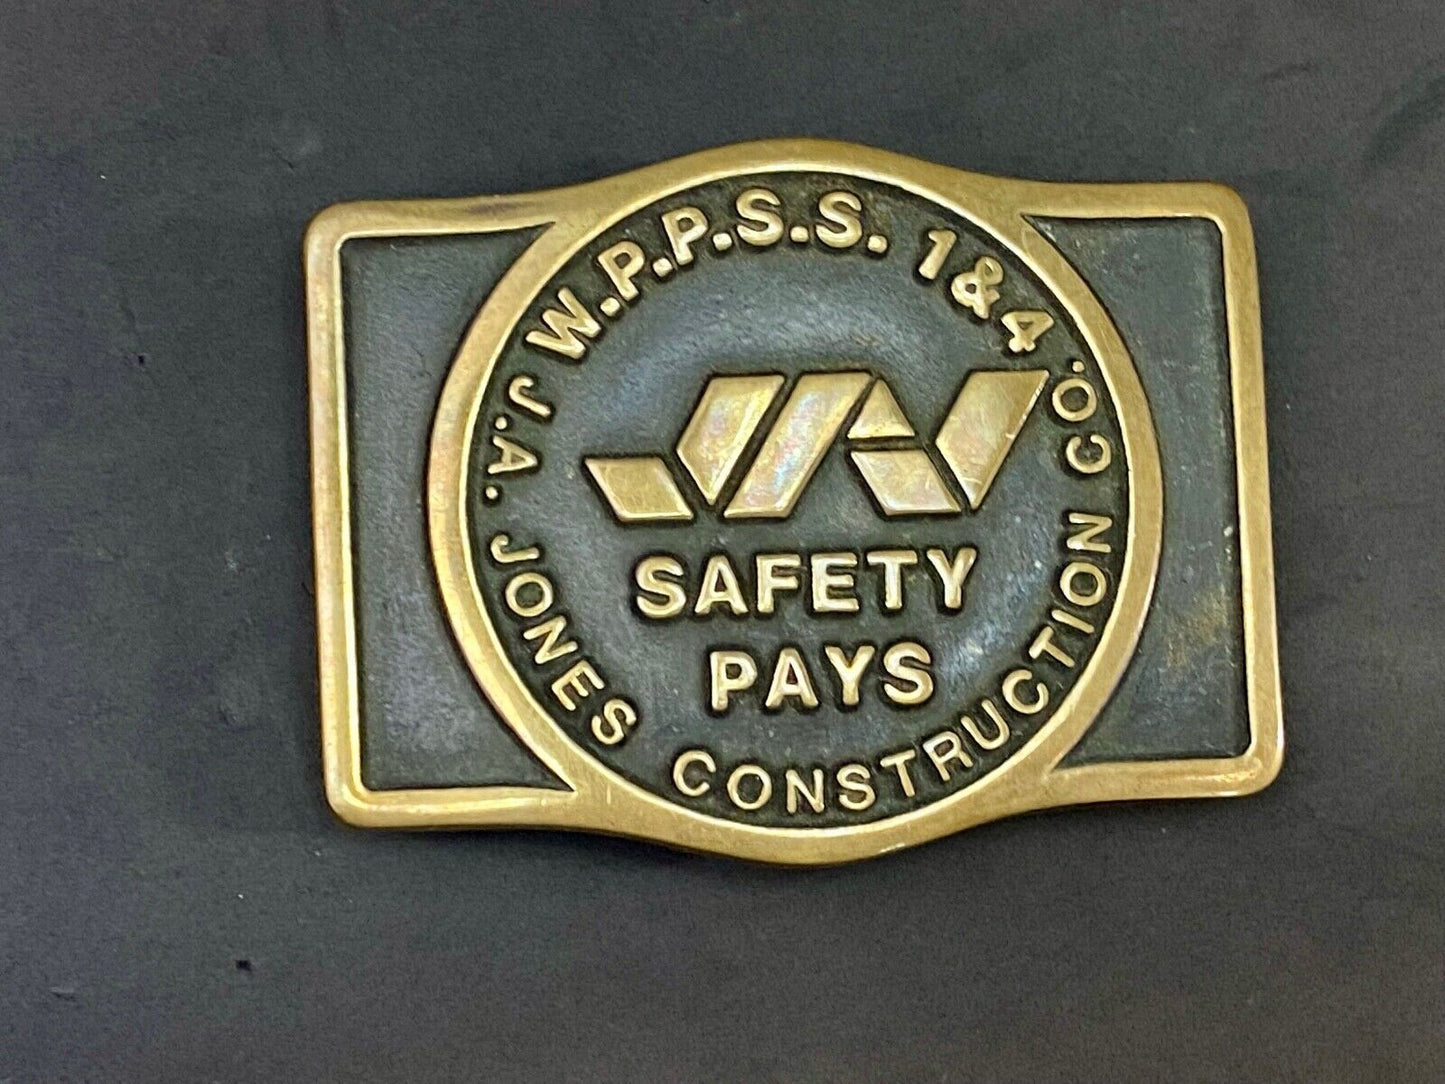 W.P.P.S.S. 1&4
SAFETY
PAYS
J.A. JONES CONSTRUCTION CO.